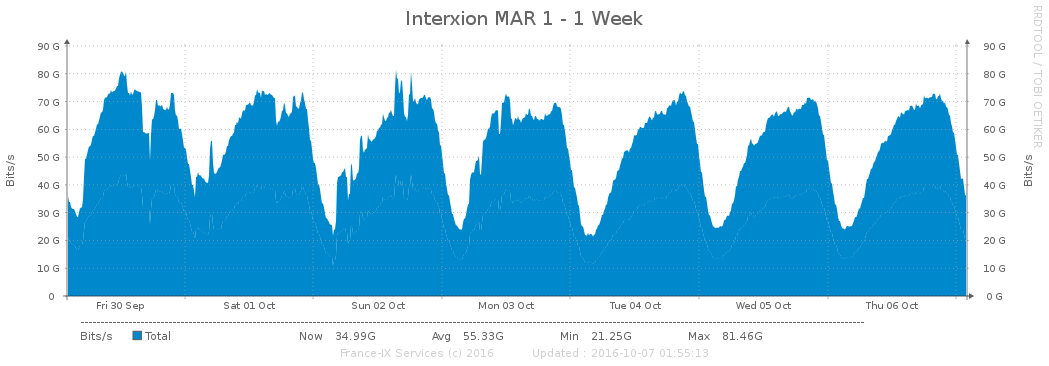 Interxion MAR 1 - 1 Week
RRDTOOL / TOBI OETIKER
Bits/s
90 G 90 G
80 G 80 G
70 G 70 G
60 G 60 G
50 G 50 G
40 G 40 G
30 G 30 G
20 G 20 G
10 G 10 G
0 0 G
Bits/s
Fri 30 Sep Sat 01 Oct Sun 02 Oct Mon 03 Oct Tue 04 Oct Wed 05 Oct Thu 06 Oct
Bits/s Total Now 34.99G Avg 55.33G Min 21.25G Max 81.46G
France-IX Services (c) 2016 Updated : 2016-10-07 01:55:13